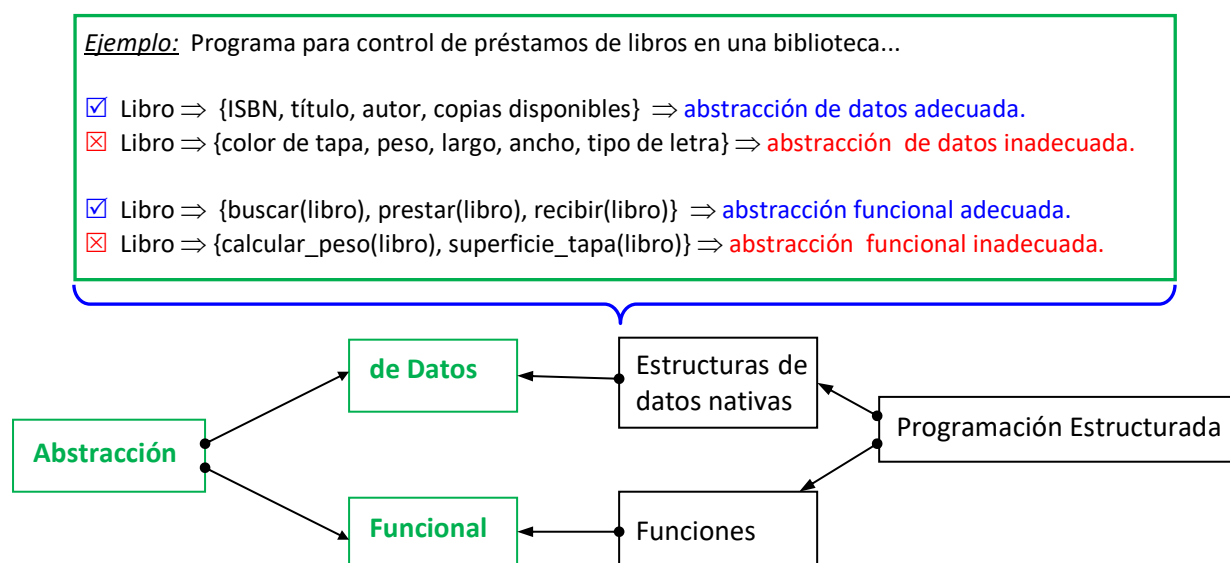 Ejemplo: Programa para control de préstamos de libros en una biblioteca...
☑ Libro ⇒ {ISBN, título, autor, copias disponibles} ⇒ abstracción de datos adecuada.
☒ Libro ⇒ {color de tapa, peso, largo, ancho, tipo de letra} ⇒ abstracción de datos inadecuada.
☑ Libro ⇒ {buscar(libro), prestar(libro), recibir(libro)} ⇒ abstracción funcional adecuada.
☒ Libro ⇒ {calcular_peso(libro), superficie_tapa(libro)} ⇒ abstracción funcional inadecuada.
de Datos
Estructuras de
datos nativas
Programación Estructurada
Abstracción
Funcional
Funciones